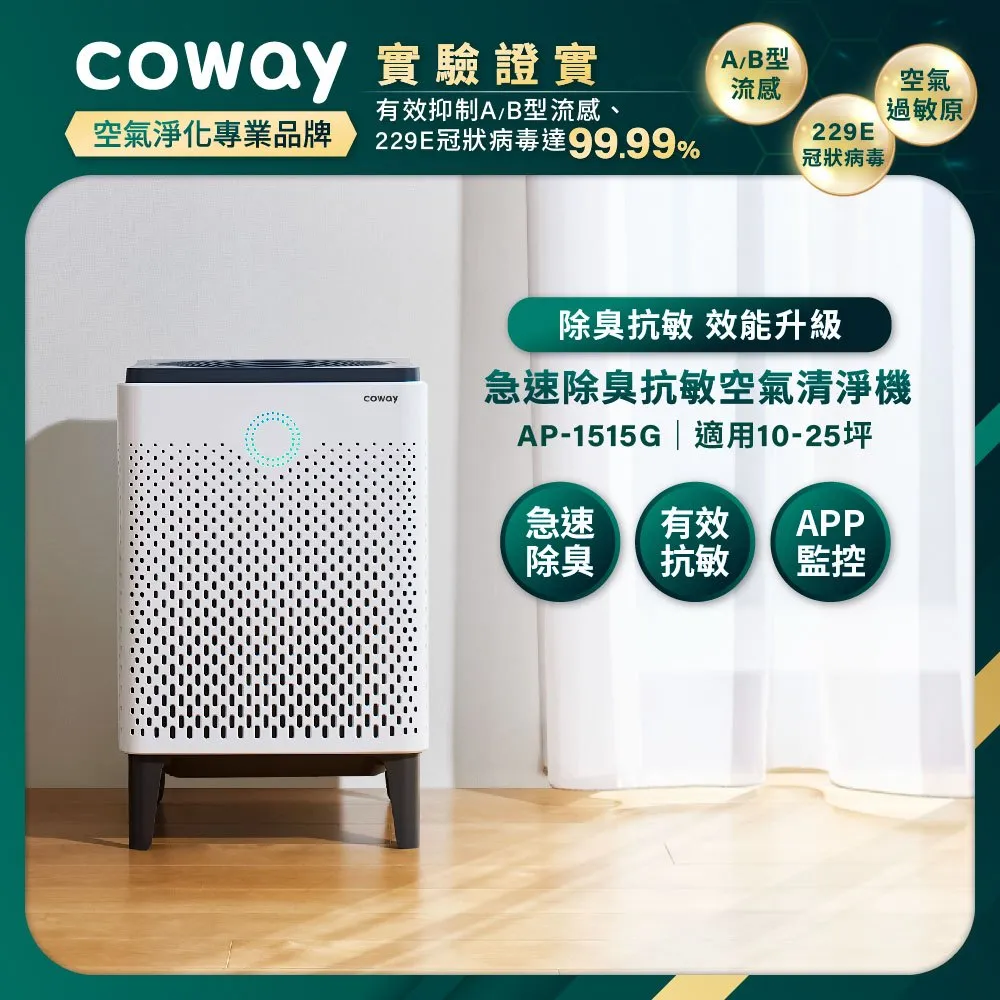 coway
空氣淨化專業品牌
實驗證實
有效抑制A/B型流感、
229E冠狀病毒達99.99%
A/B型
流感
空氣
過敏原
229E
冠狀病毒
除臭抗敏 效能升級
急速除臭抗敏空氣清淨機
AP-1515G｜適用10-25坪
急速
除臭
有效
抗敏
APP
監控
coway